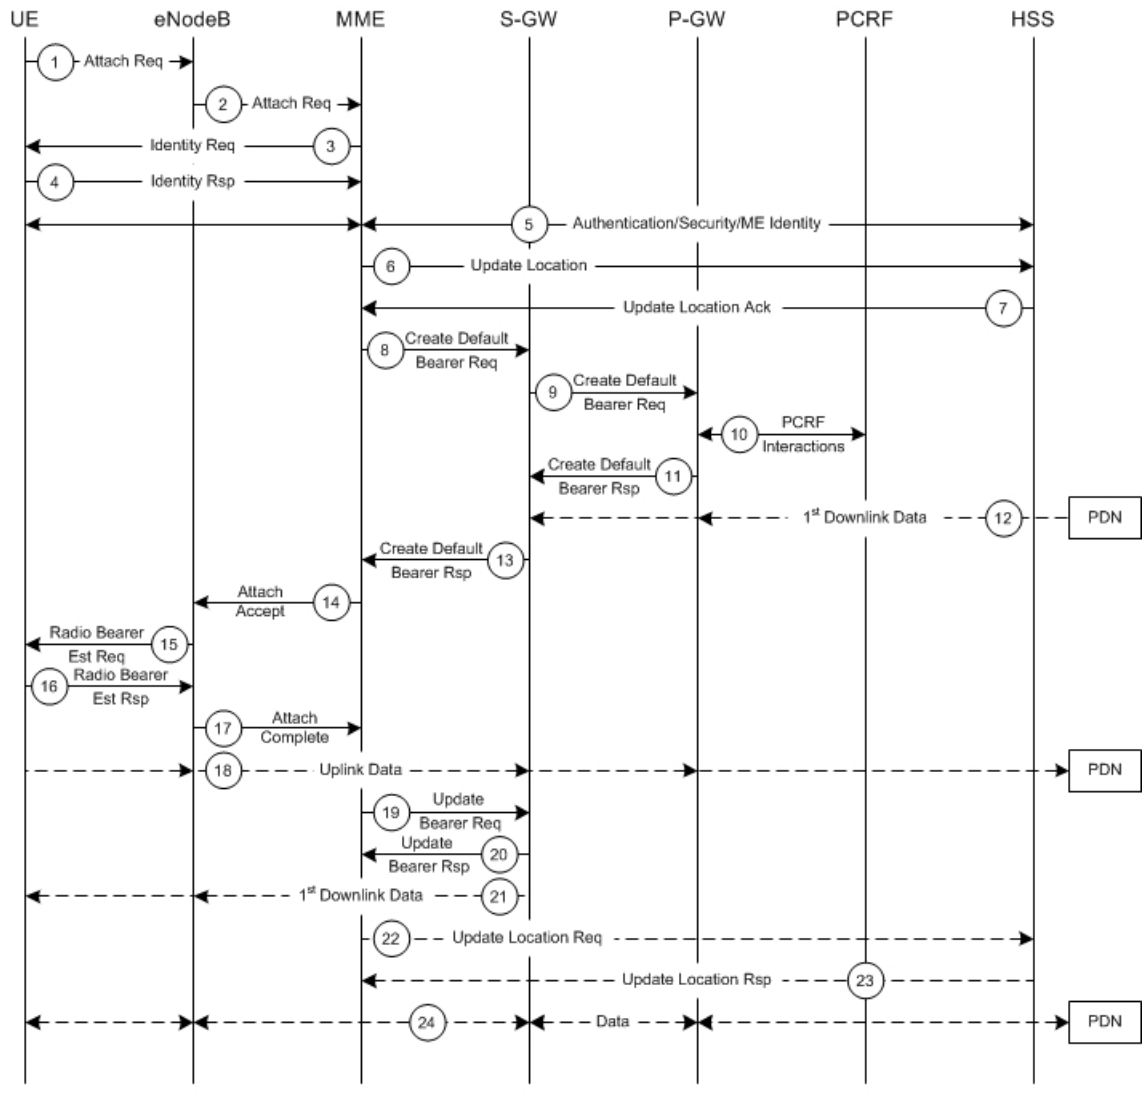 UE eNodeB MME S-GW P-GW PCRF HSS
1 Attach Req
2 Attach Req
Identity Req 3
4 Identity Rsp
5 Authentication/Security/ME Identity
6 Update Location
Update Location Ack 7
8 Create Default
Bearer Req
9 Create Default
Bearer Req
10 PCRF
Interactions
Create Default 11
Bearer Rsp
1st Downlink Data 12 PDN
Create Default 13
Bearer Rsp
Attach 14
Accept
Radio Bearer 15
Est Req
16 Radio Bearer
Est Rsp
17 Attach
Complete
18 Uplink Data PDN
19 Update
Bearer Req
Update 20
Bearer Rsp
1st Downlink Data 21
22 Update Location Req
Update Location Rsp 23
24 Data PDN